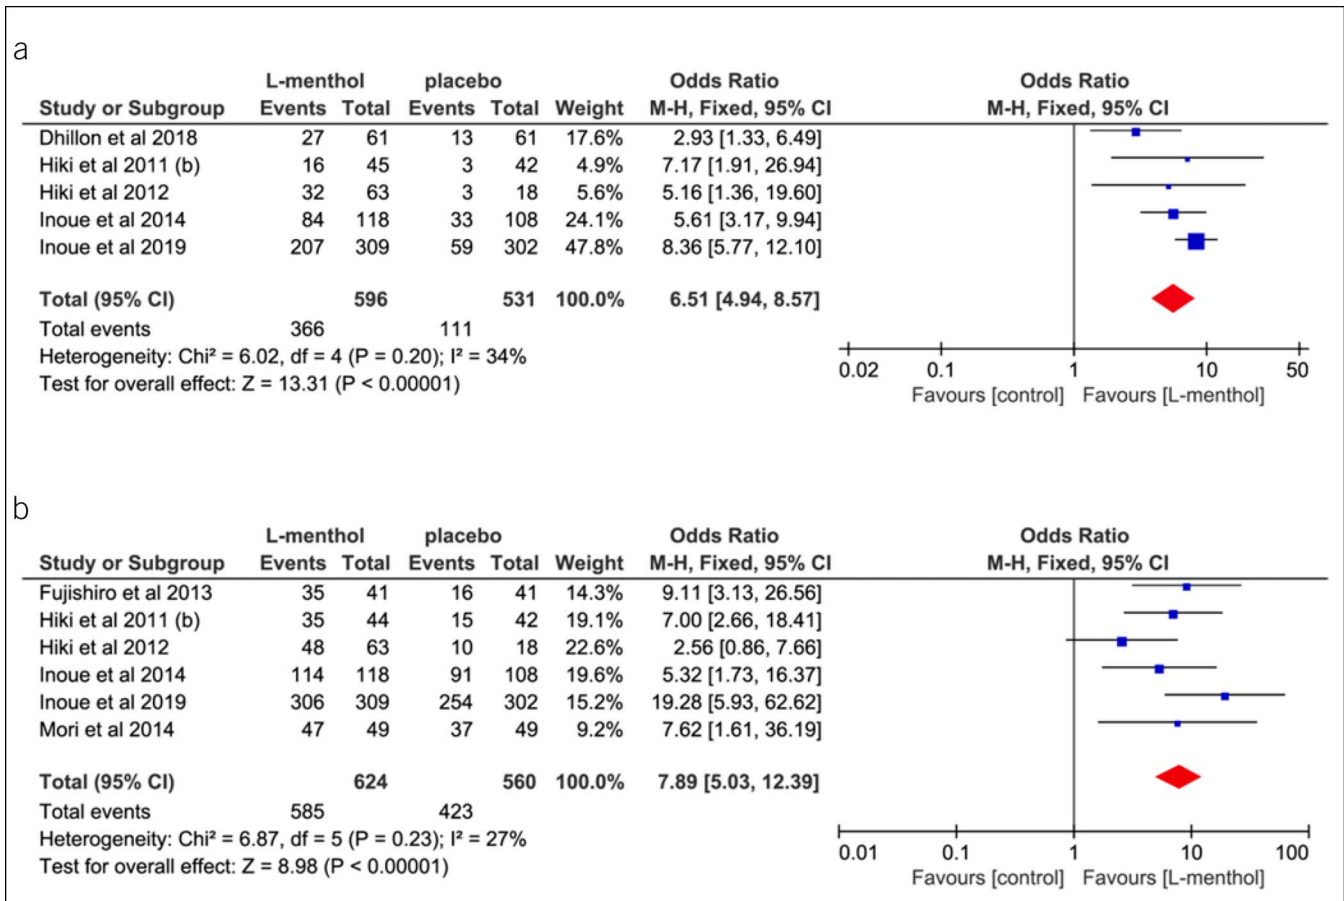 a
L-menthol placebo Odds Ratio Odds Ratio
Study or Subgroup Events Total Events Total Weight M-H, Fixed, 95% CI M-H, Fixed, 95% CI
Dhillon et al 2018 27 61 13 61 17.6% 2.93 [1.33, 6.49]
Hiki et al 2011 (b) 16 45 3 42 4.9% 7.17 [1.91, 26.94]
Hiki et al 2012 32 63 3 18 5.6% 5.16 [1.36, 19.60]
Inoue et al 2014 84 118 33 108 24.1% 5.61 [3.17, 9.94]
Inoue et al 2019 207 309 59 302 47.8% 8.36 [5.77, 12.10]
Total (95% CI) 596 531 100.0% 6.51 [4.94, 8.57]
Total events 366 111
Heterogeneity: Chi² = 6.02, df = 4 (P = 0.20); I² = 34%
Test for overall effect: Z = 13.31 (P < 0.00001)
0.02 0.1 1 10 50
Favours [control] Favours [L-menthol]
b
L-menthol placebo Odds Ratio Odds Ratio
Study or Subgroup Events Total Events Total Weight M-H, Fixed, 95% CI M-H, Fixed, 95% CI
Fujishiro et al 2013 35 41 16 41 14.3% 9.11 [3.13, 26.56]
Hiki et al 2011 (b) 35 44 15 42 19.1% 7.00 [2.66, 18.41]
Hiki et al 2012 48 63 10 18 22.6% 2.56 [0.86, 7.66]
Inoue et al 2014 114 118 91 108 19.6% 5.32 [1.73, 16.37]
Inoue et al 2019 306 309 254 302 15.2% 19.28 [5.93, 62.62]
Mori et al 2014 47 49 37 49 9.2% 7.62 [1.61, 36.19]
Total (95% CI) 624 560 100.0% 7.89 [5.03, 12.39]
Total events 585 423
Heterogeneity: Chi² = 6.87, df = 5 (P = 0.23); I² = 27%
Test for overall effect: Z = 8.98 (P < 0.00001)
0.01 0.1 1 10 100
Favours [control] Favours [L-menthol]